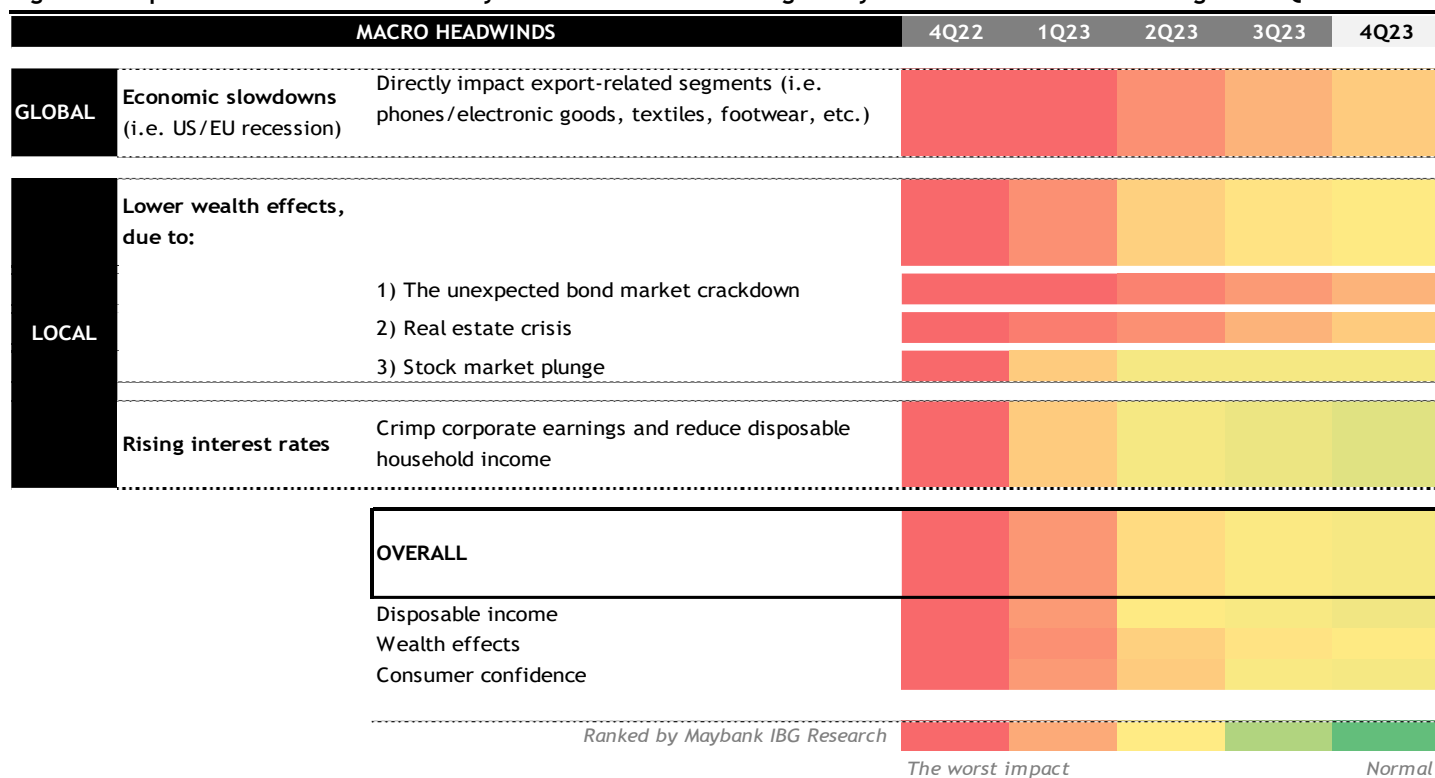 MACRO HEADWINDS 4Q22 1Q23 2Q23 3Q23 4Q23
GLOBAL
Economic slowdowns
(i.e. US/EU recession)
Directly impact export-related segments (i.e.
phones/electronic goods, textiles, footwear, etc.)
LOCAL
Lower wealth effects,
due to:
1) The unexpected bond market crackdown
2) Real estate crisis
3) Stock market plunge
Rising interest rates
Crimp corporate earnings and reduce disposable
household income
OVERALL
Disposable income
Wealth effects
Consumer confidence
Ranked by Maybank IBG Research
The worst impact Normal